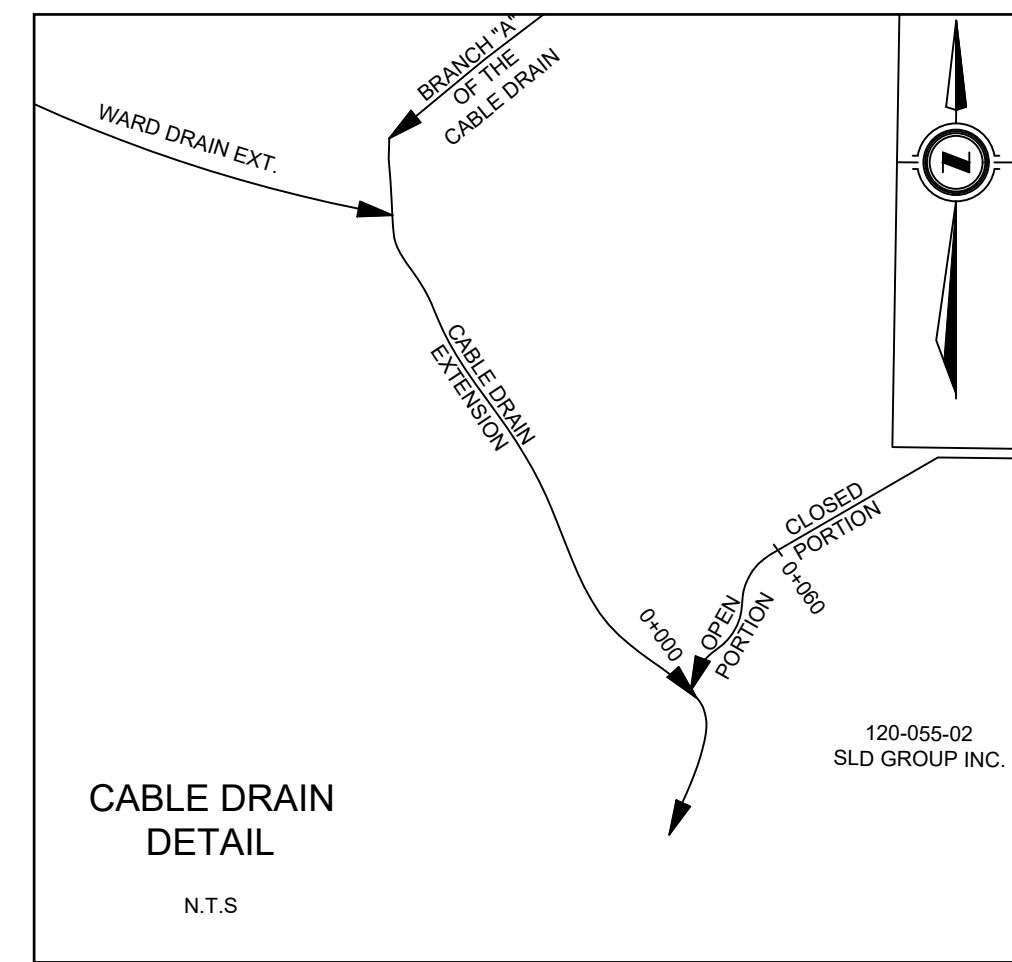 BRANCH "A"
OF THE
CABLE DRAIN
WARD DRAIN EXT.
N
CABLE DRAIN
EXTENSION
CLOSED
PORTION
0+060
0+000
OPEN
PORTION
120-055-02
SLD GROUP INC.
CABLE DRAIN
DETAIL
N.T.S